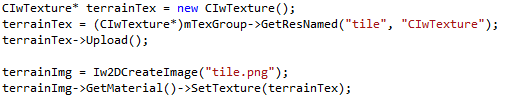 CIwTexture* terrainTex = new CIwTexture();
terrainTex = (CIwTexture*)mTexGroup->GetResNamed("tile", "CIwTexture");
terrainTex->Upload();
terrainImg = Iw2DCreateImage("tile.png");
terrainImg->GetMaterial()->SetTexture(terrainTex);